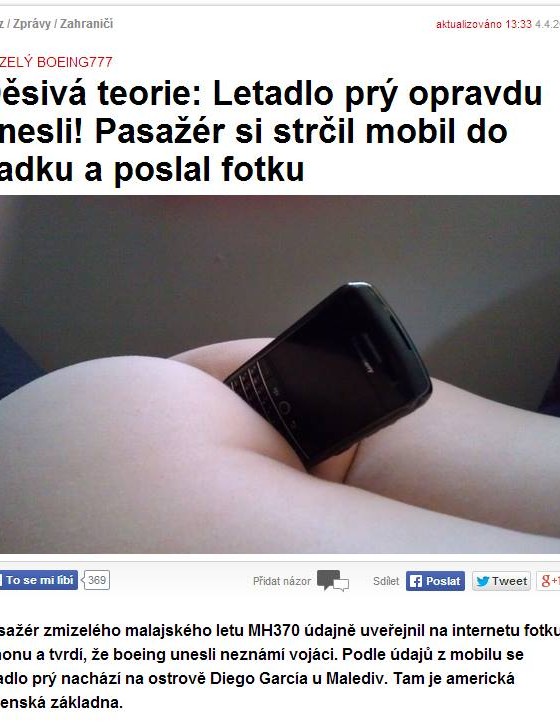 z / Zprávy / Zahraničí
aktualizováno 13:33 4.4.2
ZELÝ BOEING777
ěsivá teorie: Letadlo prý opravdu
nesli! Pasažér si strčil mobil do
adku a poslal fotku
To se mi líbí 369
Přidat názor
Sdílet
Poslat
Tweet
g+1
sažér zmizelého malajského letu MH370 údajně uveřejnil na internetu fotku
honu a tvrdí, že boeing unesli neznámí vojáci. Podle údajů z mobilu se
adlo prý nachází na ostrově Diego García u Malediv. Tam je americká
enská základna.